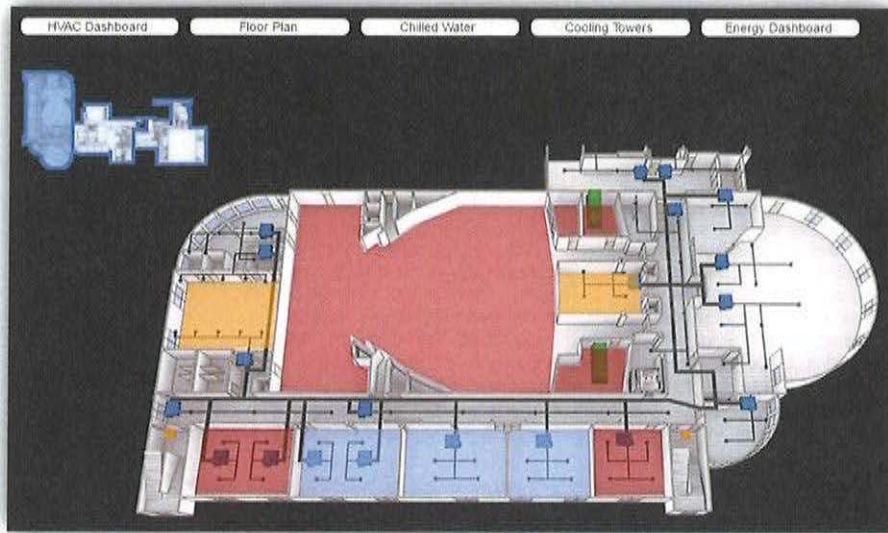 HVAC Dashboard
Floor Plan
Chilled Water
Cooling Towers
Energy Dashboard